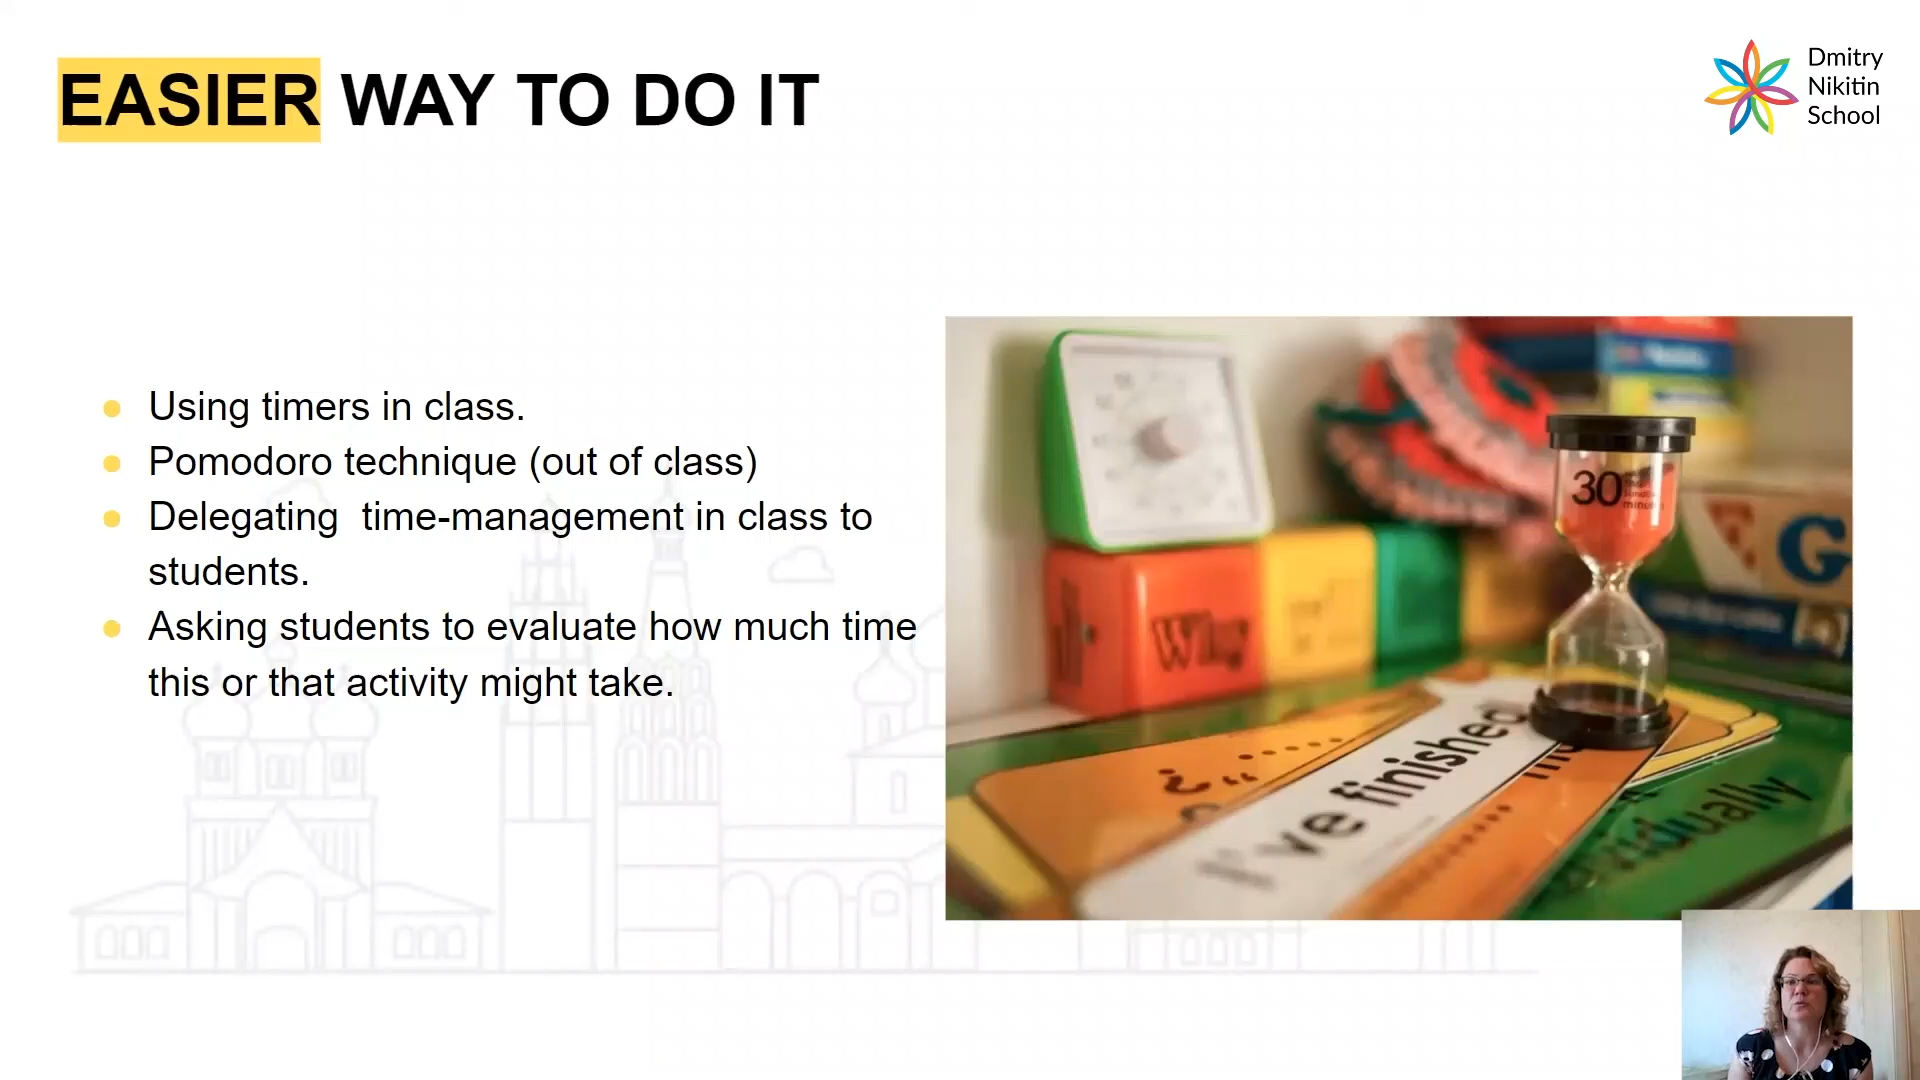 EASIER WAY TO DO IT
Dmitry
Nikitin
School
Using timers in class.
Pomodoro technique (out of class)
Delegating  time-management in class to
students.
Asking students to evaluate how much time
this or that activity might take.
30
Why
G
I've finished